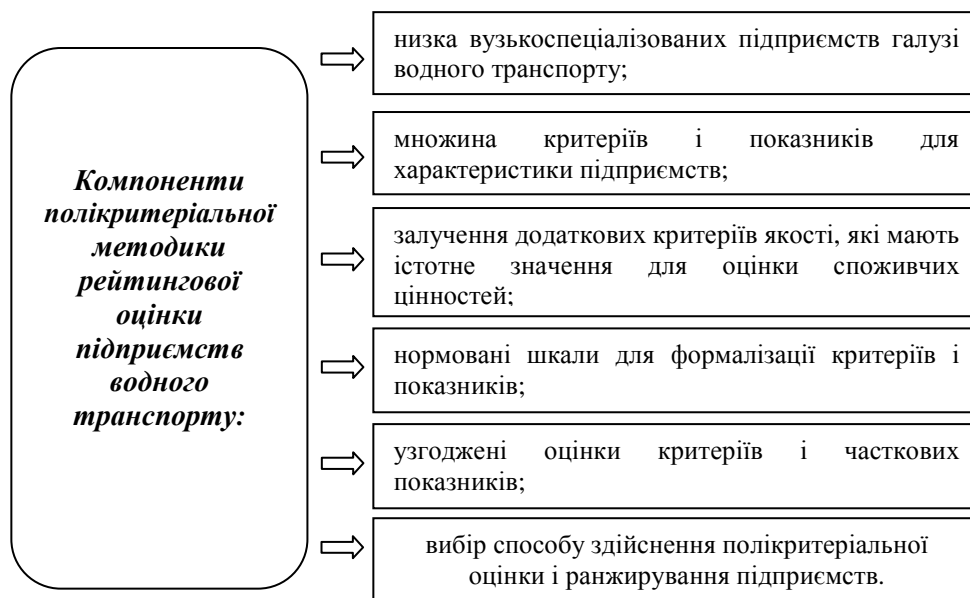 Компоненти
полікритеріальної
методики
рейтингової
оцінки
підприємств
водного
транспорту:
низка вузькоспеціалізованих підприємств галузі
водного транспорту;
множина критеріїв і показників для
характеристики підприємств;
залучення додаткових критеріїв якості, які мають
істотне значення для оцінки споживчих
цінностей;
нормовані шкали для формалізації критеріїв і
показників;
узгоджені оцінки критеріїв і часткових
показників;
вибір способу здійснення полікритеріальної
оцінки і ранжирування підприємств.